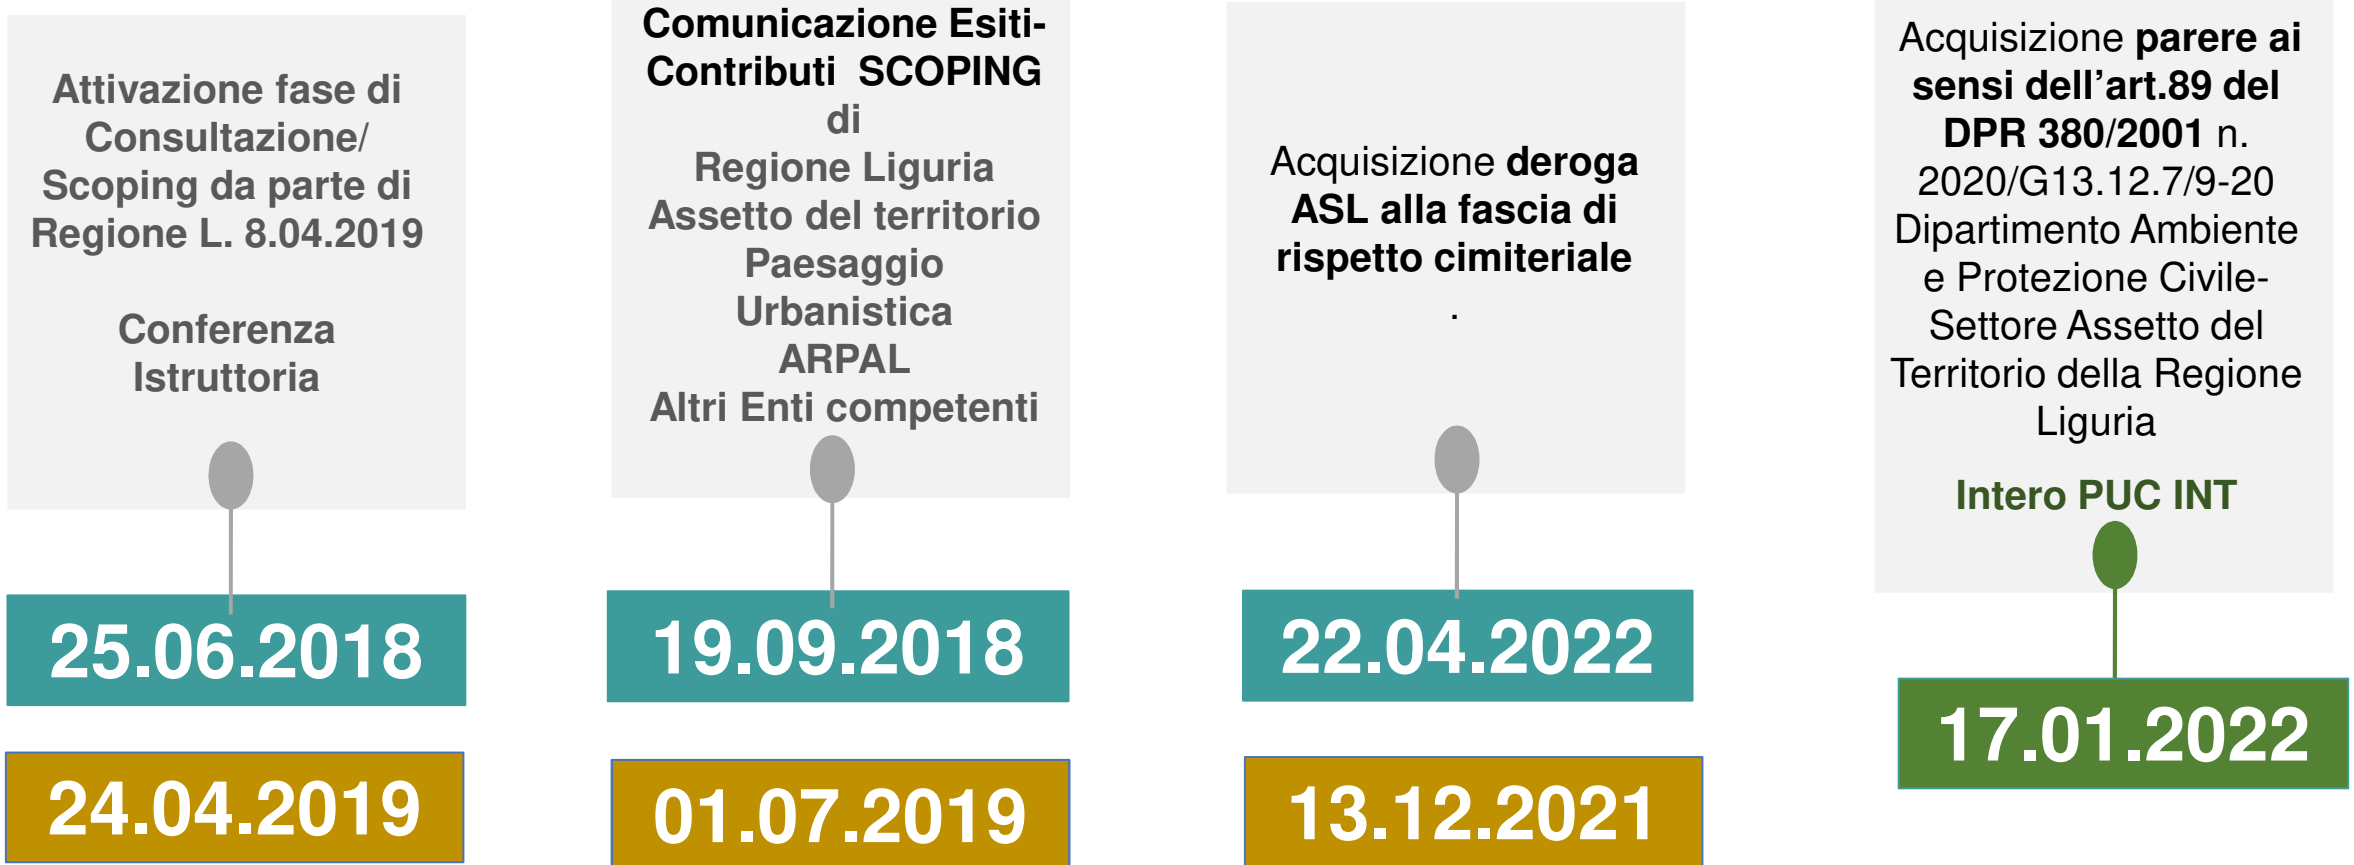 Attivazione fase di
Consultazione/
Scoping da parte di
Regione L. 8.04.2019
Conferenza
Istruttoria
25.06.2018
24.04.2019
Comunicazione Esiti-
Contributi SCOPING
di
Regione Liguria
Assetto del territorio
Paesaggio
Urbanistica
ARPAL
Altri Enti competenti
19.09.2018
01.07.2019
Acquisizione deroga
ASL alla fascia di
rispetto cimiteriale
.
22.04.2022
13.12.2021
Acquisizione parere ai
sensi dell'art.89 del
DPR 380/2001 n.
2020/G13.12.7/9-20
Dipartimento Ambiente
e Protezione Civile-
Settore Assetto del
Territorio della Regione
Liguria
Intero PUC INT
17.01.2022